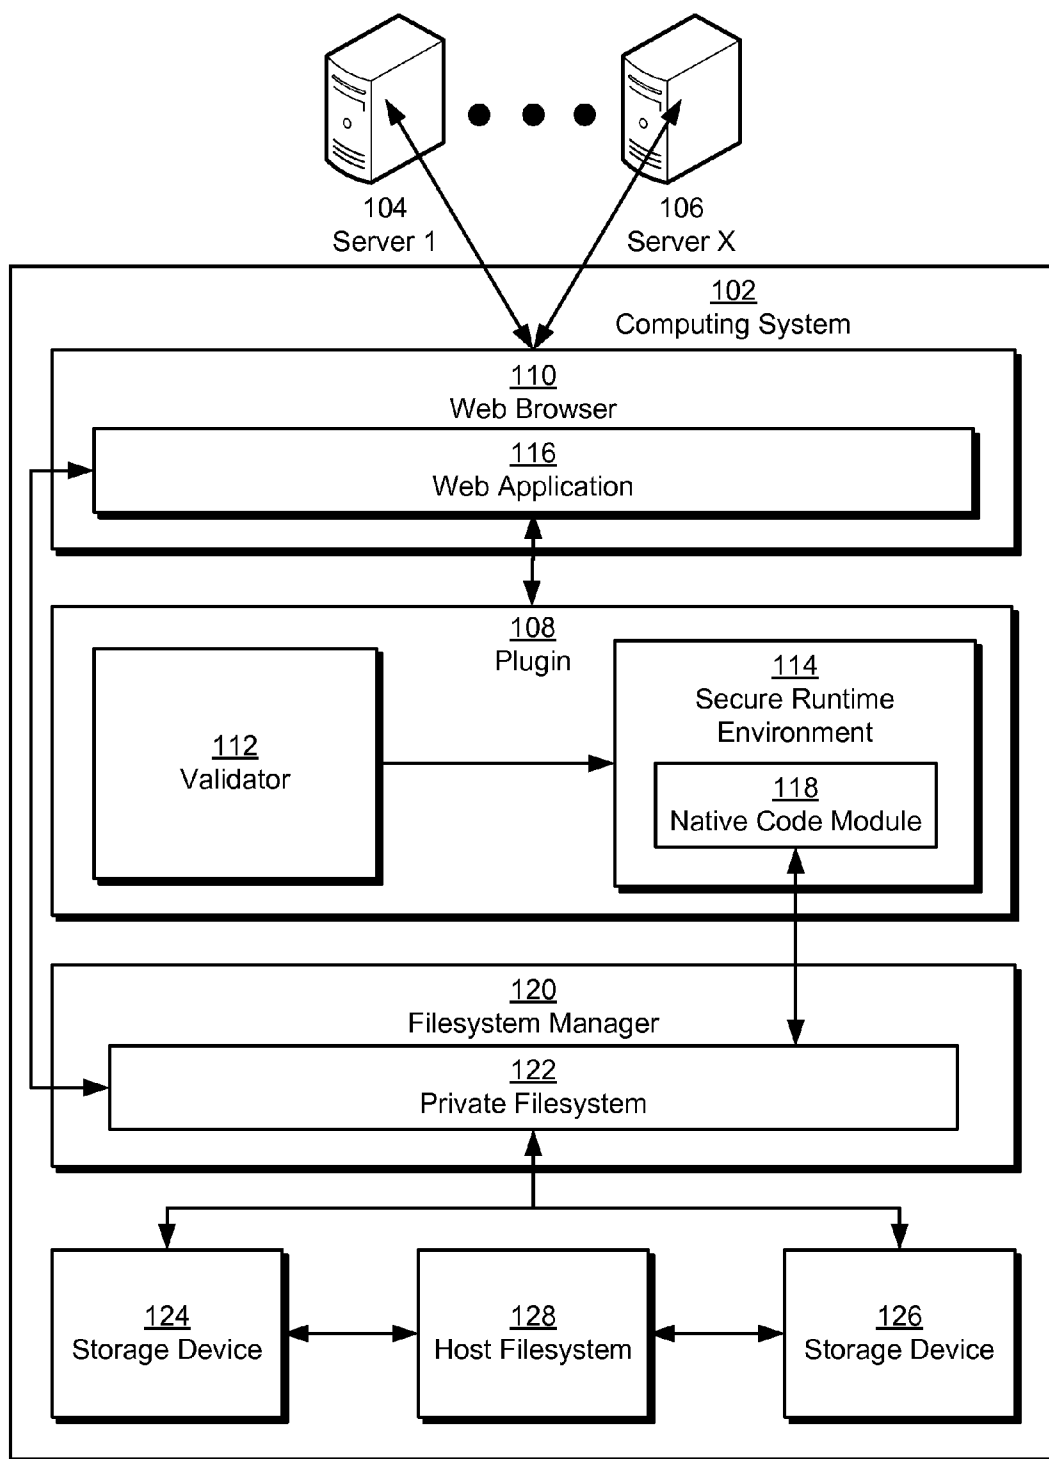 104
Server 1
106
Server X
102
Computing System
110
Web Browser
116
Web Application
108
Plugin
112
Validator
114
Secure Runtime
Environment
118
Native Code Module
120
Filesystem Manager
122
Private Filesystem
124
Storage Device
128
Host Filesystem
126
Storage Device